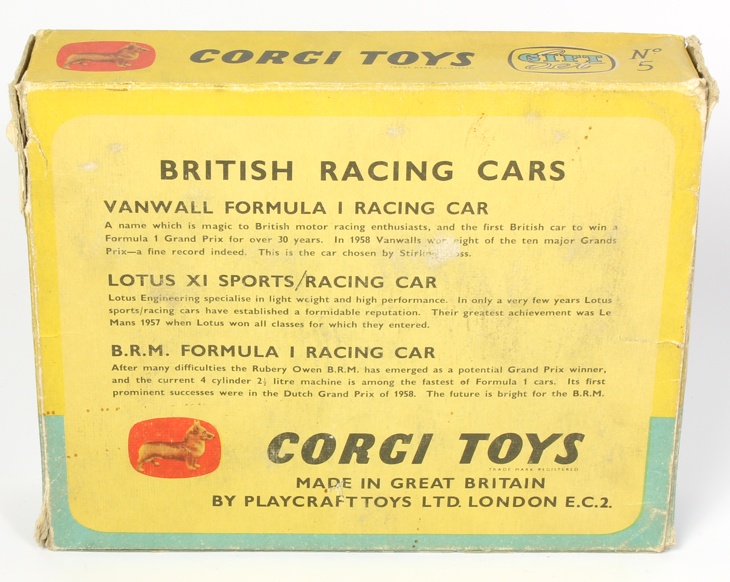 CORGI TOYS
TRADE MARK REGISTERED
GIFT Set
No
5
BRITISH RACING CARS
VANWALL FORMULA I RACING CAR
A name which is magic to British motor racing enthusiasts, and the first British car to win a
Formula 1 Grand Prix for over 30 years. In 1958 Vanwalls won eight of the ten major Grands
Prix—a fine record indeed. This is the car chosen by Stirling Moss.
LOTUS XI SPORTS/RACING CAR
Lotus Engineering specialise in light weight and high performance. In only a very few years Lotus
sports/racing cars have established a formidable reputation. Their greatest achievement was Le
Mans 1957 when Lotus won all classes for which they entered.
B.R.M. FORMULA I RACING CAR
After many difficulties the Rubery Owen B.R.M. has emerged as a potential Grand Prix winner,
and the current 4 cylinder 2½ litre machine is among the fastest of Formula 1 cars. Its first
prominent successes were in the Dutch Grand Prix of 1958. The future is bright for the B.R.M.
CORGI TOYS
TRADE MARK REGISTERED
MADE IN GREAT BRITAIN
BY PLAYCRAFT TOYS LTD. LONDON E.C.2.